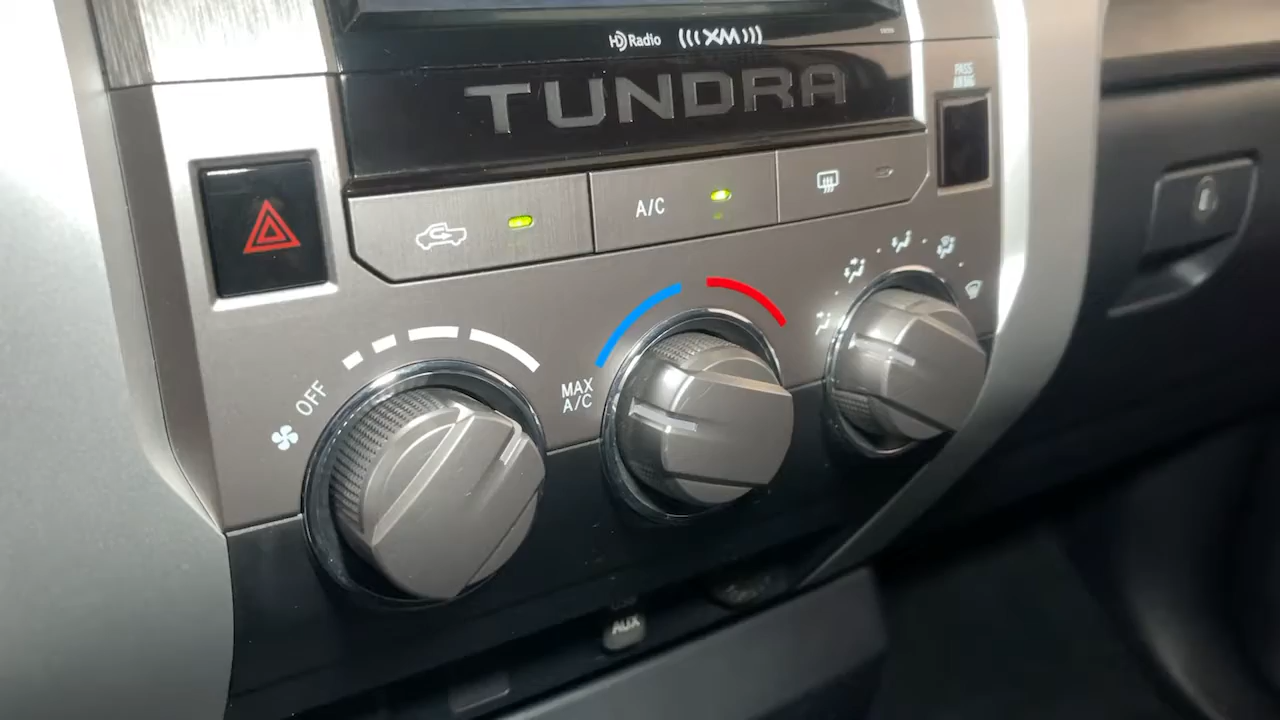 HD Radio (((XM)))
TUNDRA
PASS
AIRBAG
A/C
OFF
MAX
A/C
AUX